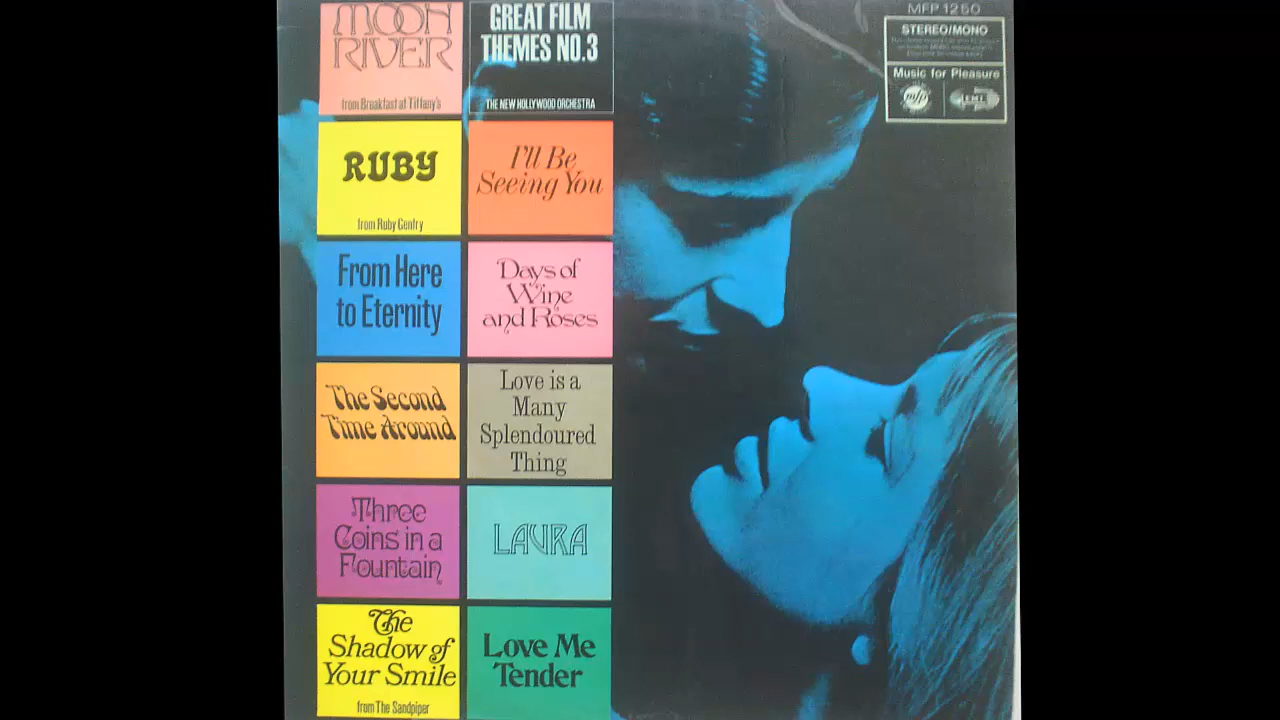 MOON
RIVER
from Breakfast at Tiffany's
GREAT FILM
THEMES NO.3
THE NEW HOLLYWOOD ORCHESTRA
MFP 1250
STEREO/MONO
Music for Pleasure
mfp
EMI
RUBY
from Ruby Gentry
I'll Be
Seeing You
From Here
to Eternity
Days of
Wine
and Roses
The Second
Time Around
Love is a
Many
Splendoured
Thing
Three
Coins in a
Fountain
LAURA
The
Shadow of
Your Smile
from The Sandpiper
Love Me
Tender